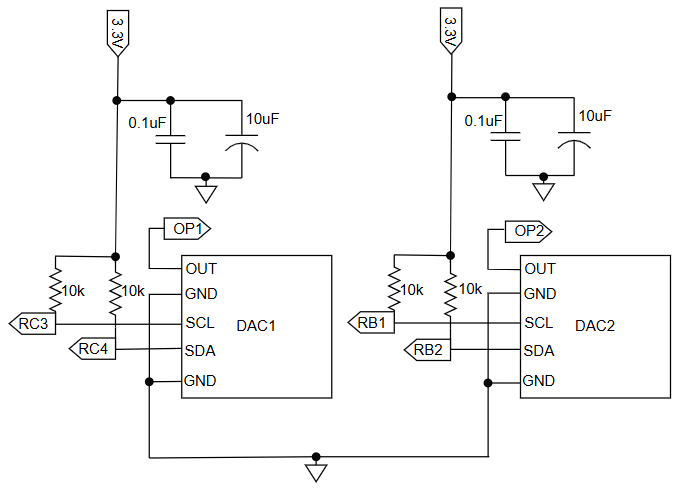 3.3V
3.3V
0.1uF
10uF
0.1uF
10uF
OP1
OP2
OUT
10k
10k
GND
RC3
SCL
DAC1
RC4
SDA
GND
OUT
10k
10k
GND
RB1
SCL
DAC2
RB2
SDA
GND